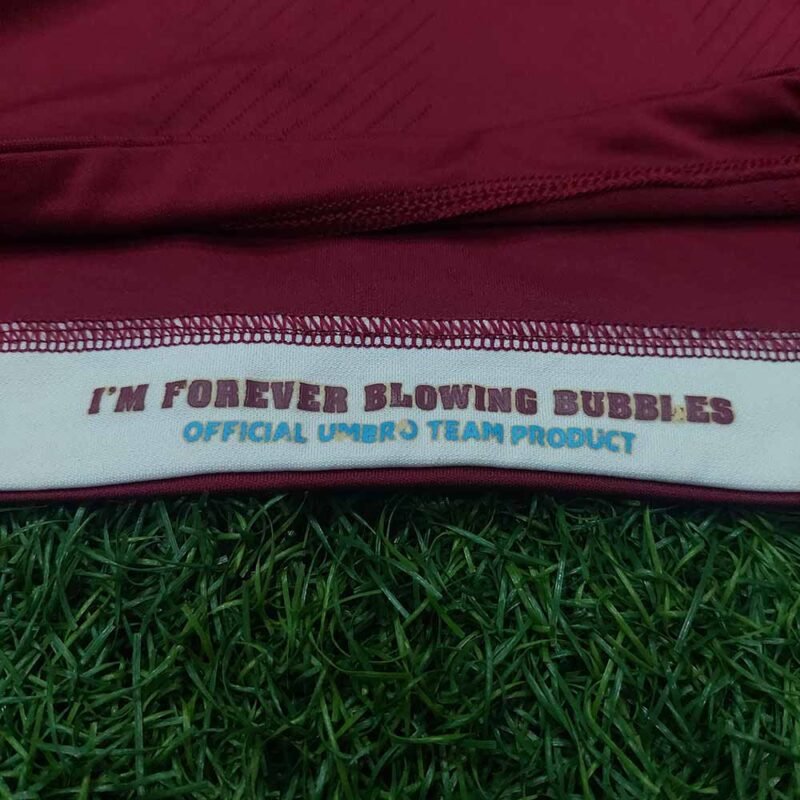 I'M FOREVER BLOWING BUBBLES
OFFICIAL UMBRO TEAM PRODUCT